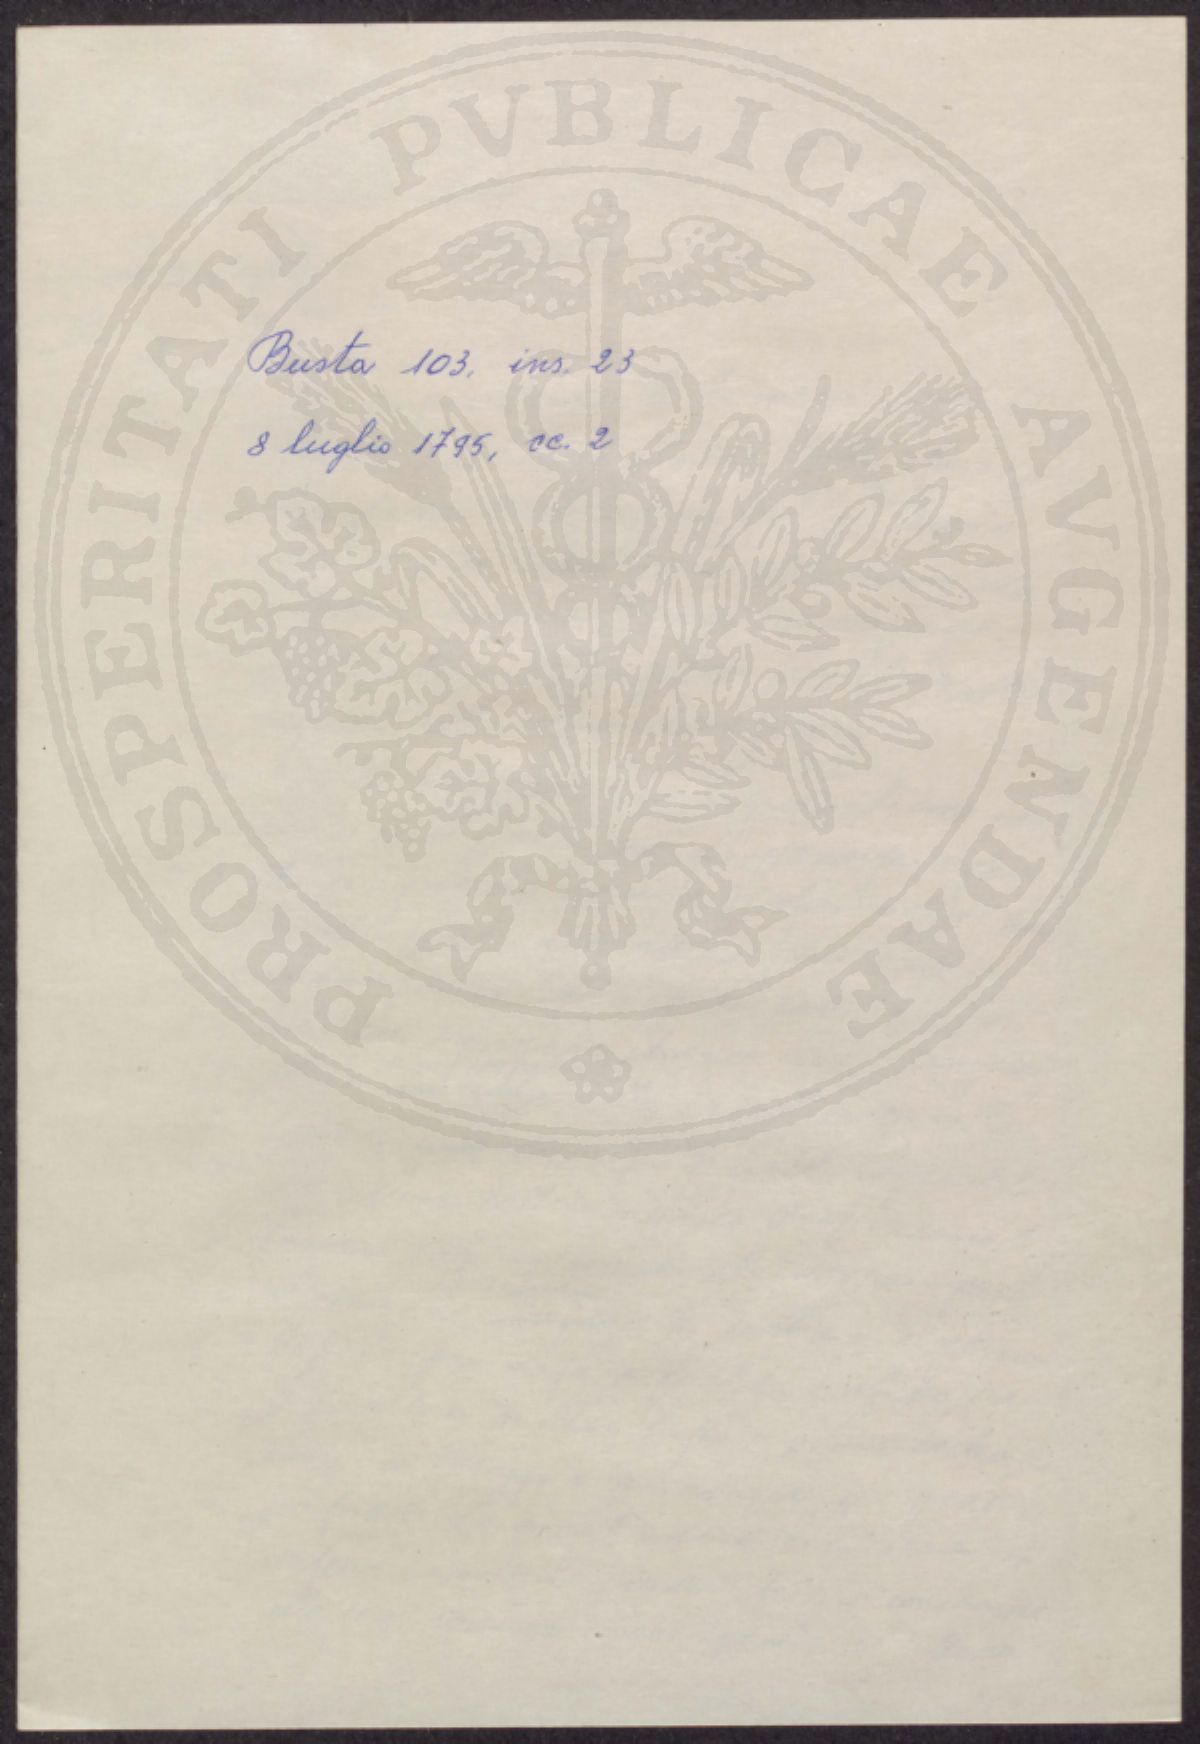 PROSPERITATI PVBLICAE AVGENDAE
Busta 103, ins. 23
8 luglio 1795, cc. 2